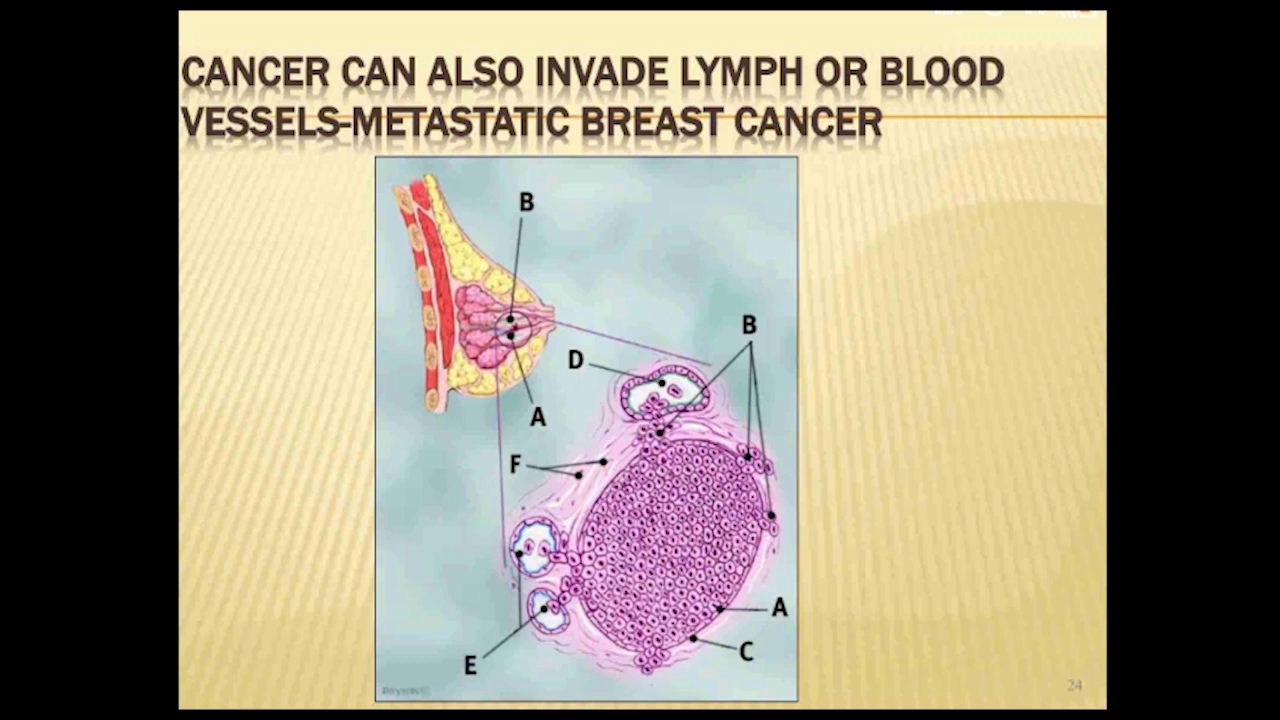 CANCER CAN ALSO INVADE LYMPH OR BLOOD
VESSELS-METASTATIC BREAST CANCER
B
B
D
A
F
A
C
E
24